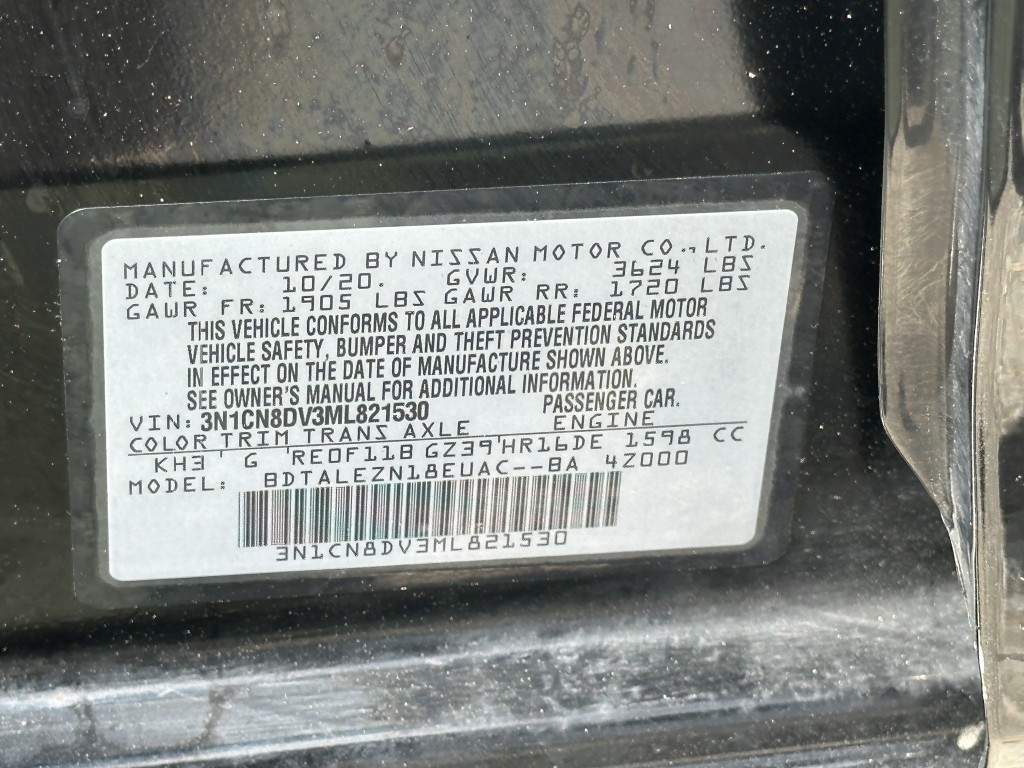 MANUFACTURED BY NISSAN MOTOR CO., LTD.
DATE: 10/20. GVWR: 3624 LBS
GAWR FR: 1905 LBS GAWR RR: 1720 LBS
THIS VEHICLE CONFORMS TO ALL APPLICABLE FEDERAL MOTOR
VEHICLE SAFETY, BUMPER AND THEFT PREVENTION STANDARDS
IN EFFECT ON THE DATE OF MANUFACTURE SHOWN ABOVE.
SEE OWNER'S MANUAL FOR ADDITIONAL INFORMATION.
VIN: 3N1CN8DV3ML821530 PASSENGER CAR.
COLOR TRIM TRANS AXLE ENGINE
KH3 ' G 'RE0F11B GZ39'HR16DE 1598 CC
MODEL: BDTALEZN18EUAC--BA 4Z000
3N1CN8DV3ML821530